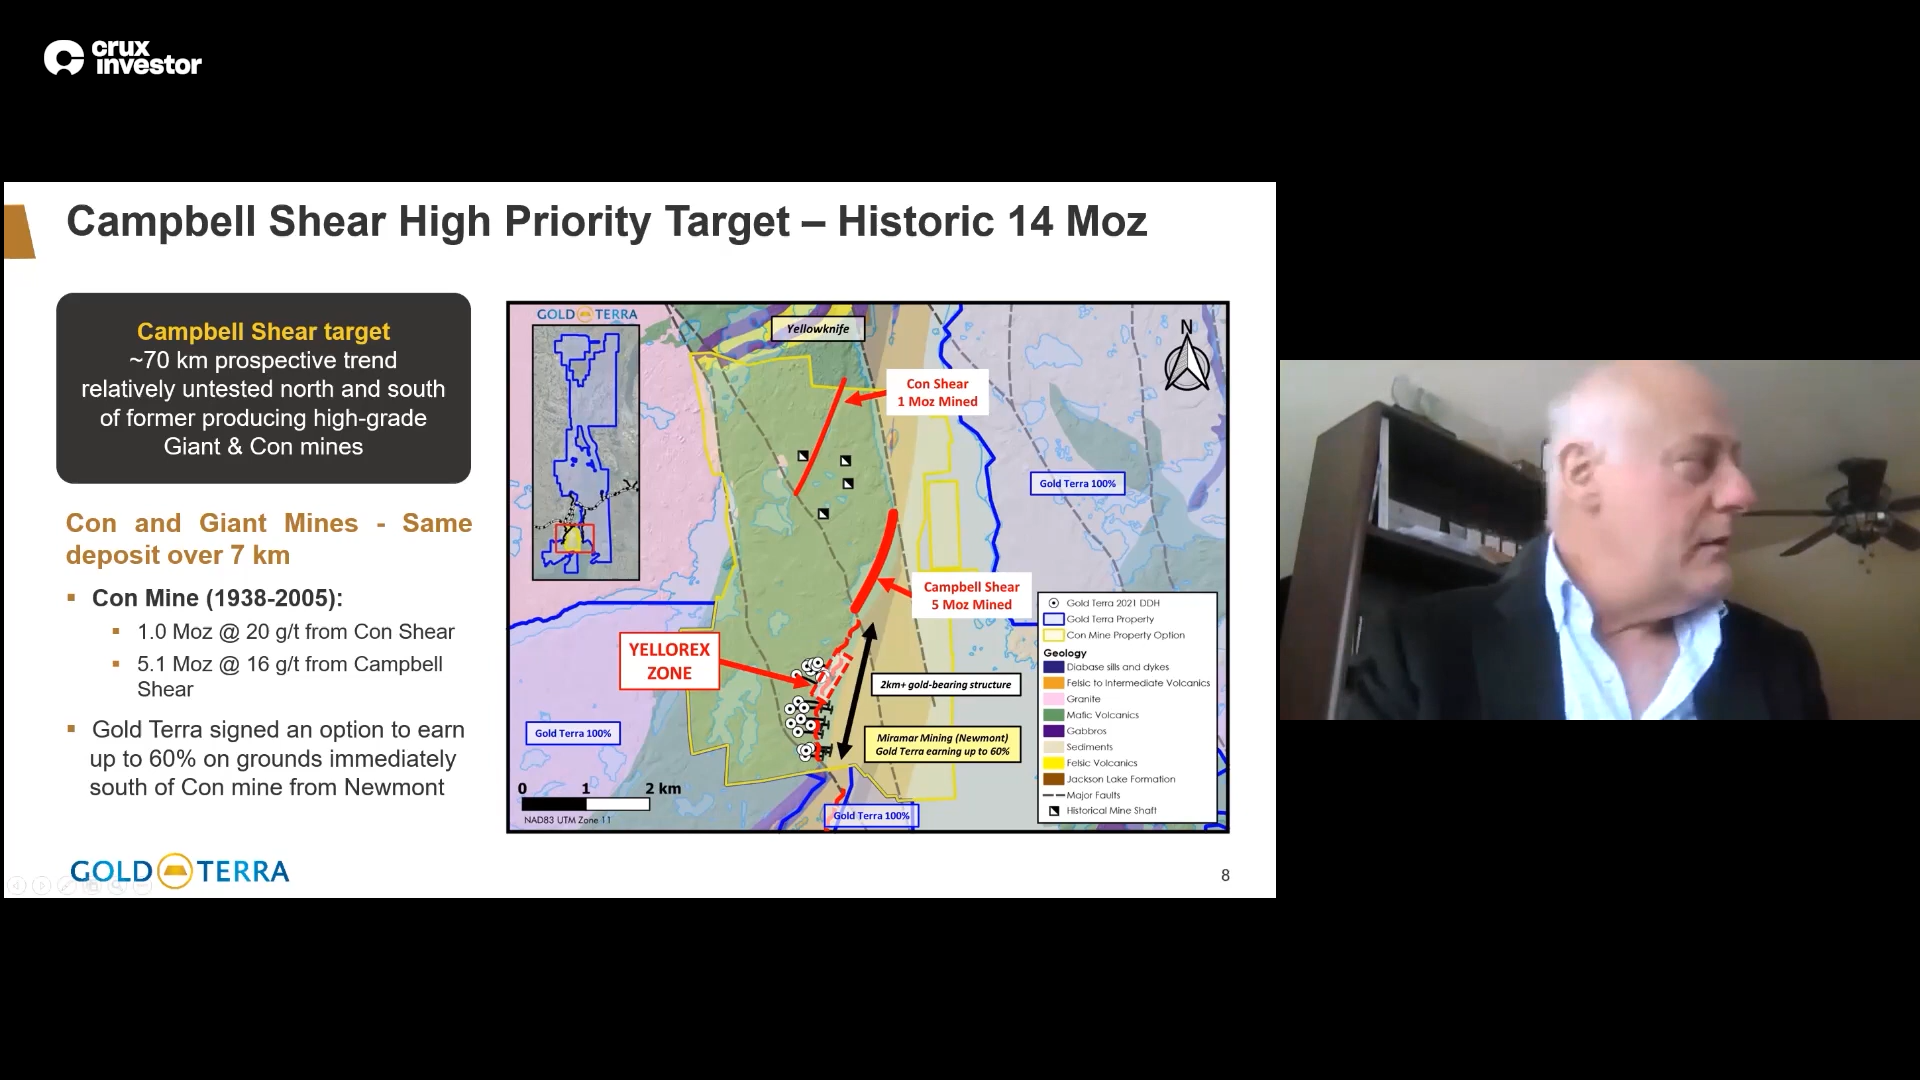 crux
investor
Campbell Shear High Priority Target – Historic 14 Moz
Campbell Shear target
~70 km prospective trend
relatively untested north and south
of former producing high-grade
Giant & Con mines
Con and Giant Mines - Same
deposit over 7 km
▪ Con Mine (1938-2005):
▪ 1.0 Moz @ 20 g/t from Con Shear
▪ 5.1 Moz @ 16 g/t from Campbell
Shear
▪ Gold Terra signed an option to earn
up to 60% on grounds immediately
south of Con mine from Newmont
GOLD TERRA
Yellowknife
N
Con Shear
1 Moz Mined
Gold Terra 100%
Campbell Shear
5 Moz Mined
YELLOREX
ZONE
2km+ gold-bearing structure
Gold Terra 100%
Miramar Mining (Newmont)
Gold Terra earning up to 60%
0 1 2 km
NAD83 UTM Zone 11
Gold Terra 100%
Gold Terra 2021 DDH
Gold Terra Property
Con Mine Property Option
Geology
Diabase sills and dykes
Felsic to Intermediate Volcanics
Granite
Mafic Volcanics
Gabbros
Sediments
Felsic Volcanics
Jackson Lake Formation
Major Faults
Historical Mine Shaft
GOLD TERRA
8